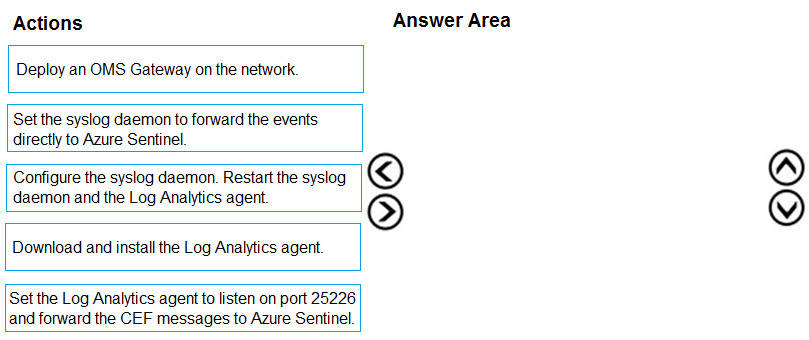 Actions
Answer Area
Deploy an OMS Gateway on the network.
Set the syslog daemon to forward the events
directly to Azure Sentinel.
Configure the syslog daemon. Restart the syslog
daemon and the Log Analytics agent.
Download and install the Log Analytics agent.
Set the Log Analytics agent to listen on port 25226
and forward the CEF messages to Azure Sentinel.